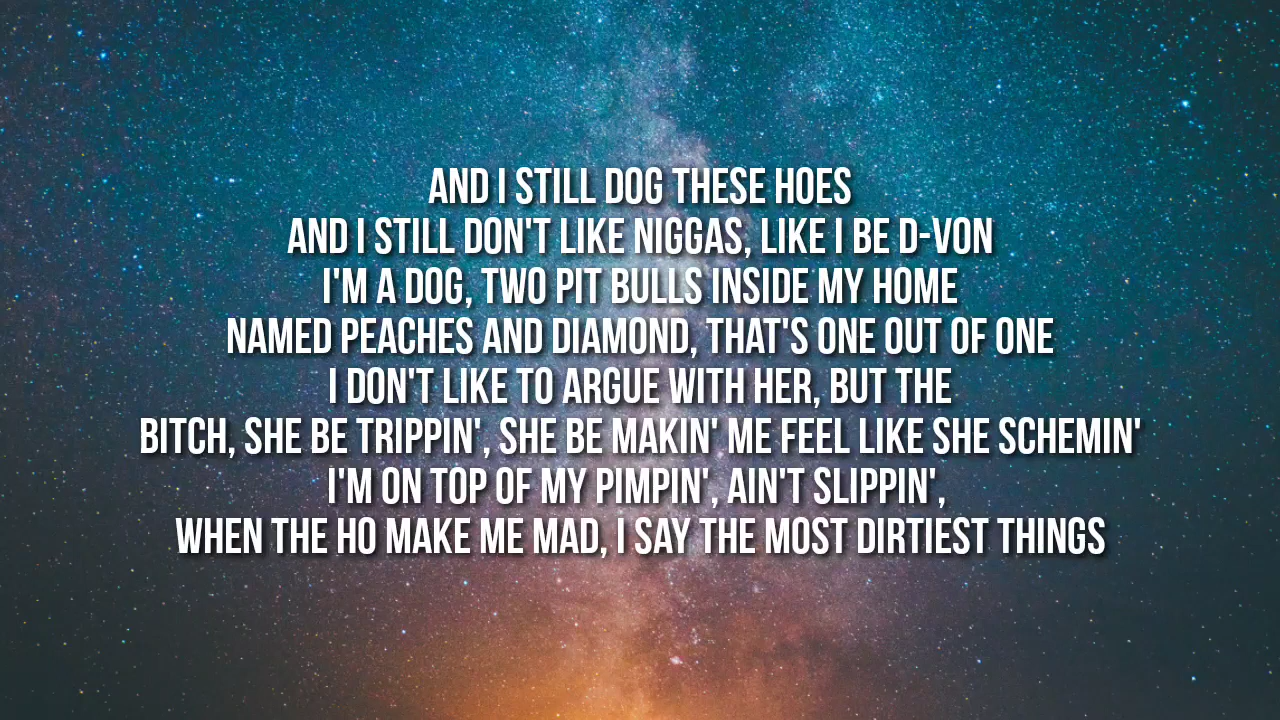 AND I STILL DOG THESE HOES
AND I STILL DON'T LIKE NIGGAS, LIKE I BE D-VON
I'M A DOG, TWO PIT BULLS INSIDE MY HOME
NAMED PEACHES AND DIAMOND, THAT'S ONE OUT OF ONE
I DON'T LIKE TO ARGUE WITH HER, BUT THE
BITCH, SHE BE TRIPPIN', SHE BE MAKIN' ME FEEL LIKE SHE SCHEMIN'
I'M ON TOP OF MY PIMPIN', AIN'T SLIPPIN',
WHEN THE HO MAKE ME MAD, I SAY THE MOST DIRTIEST THINGS